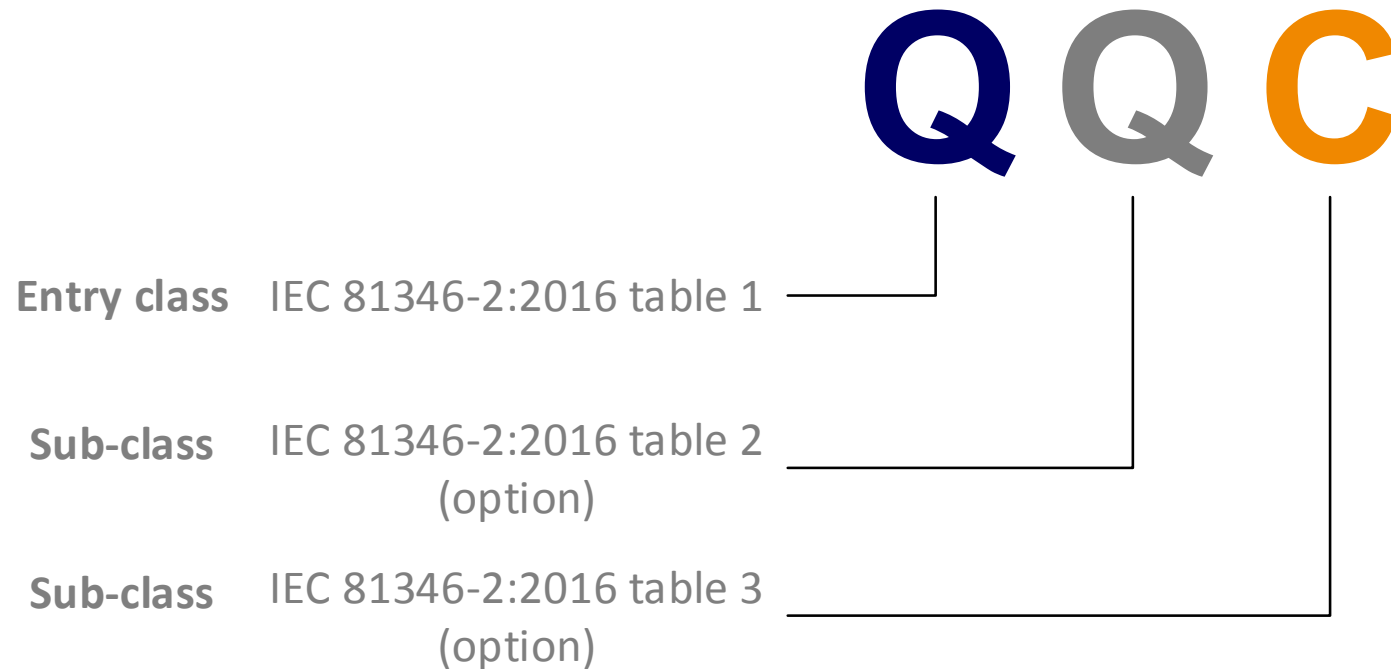 Q Q C
Entry class IEC 81346-2:2016 table 1
Sub-class IEC 81346-2:2016 table 2
(option)
Sub-class IEC 81346-2:2016 table 3
(option)